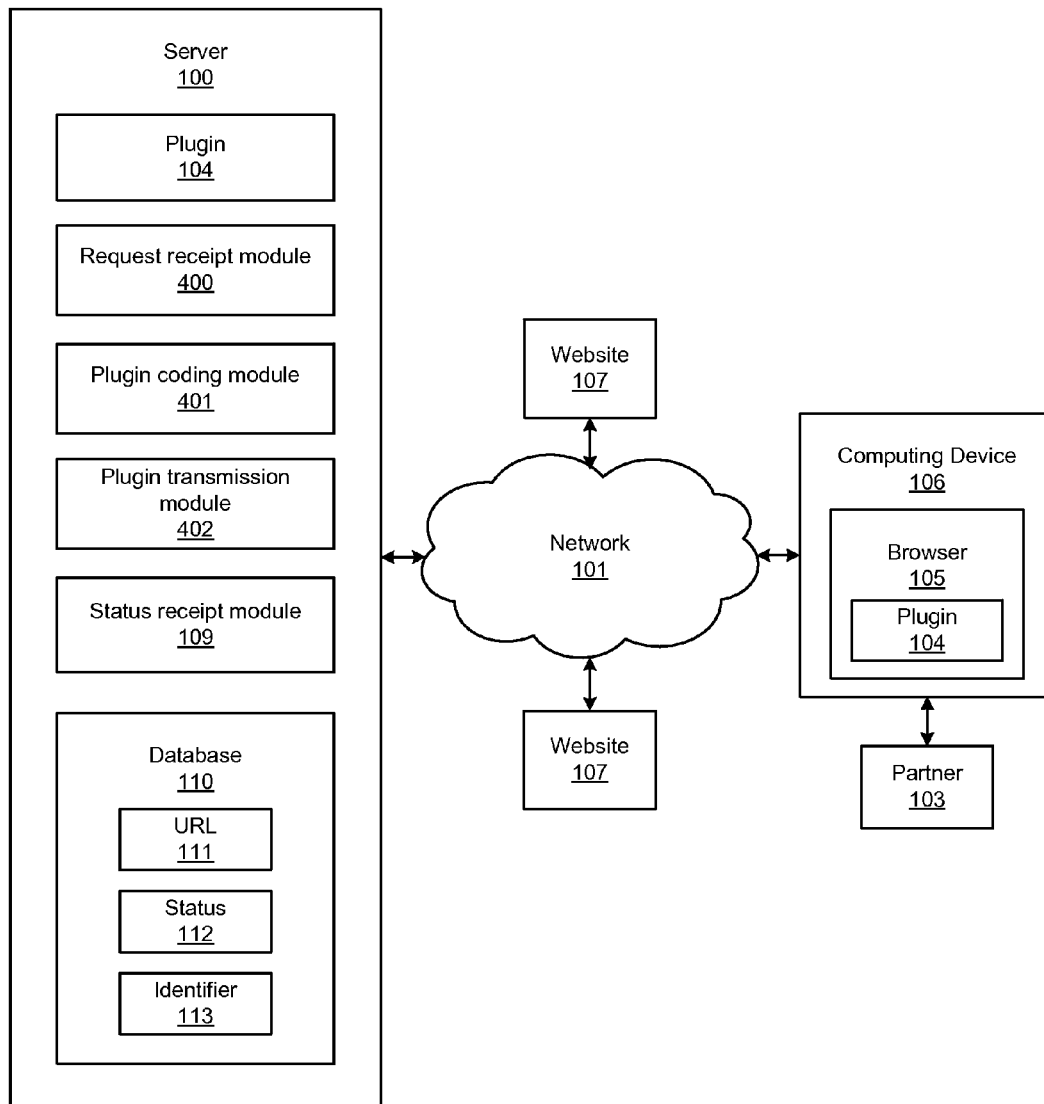 Server
100
Plugin
104
Request receipt module
400
Plugin coding module
401
Plugin transmission
module
402
Status receipt module
109
Database
110
URL
111
Status
112
Identifier
113
Website
107
Network
101
Website
107
Computing Device
106
Browser
105
Plugin
104
Partner
103